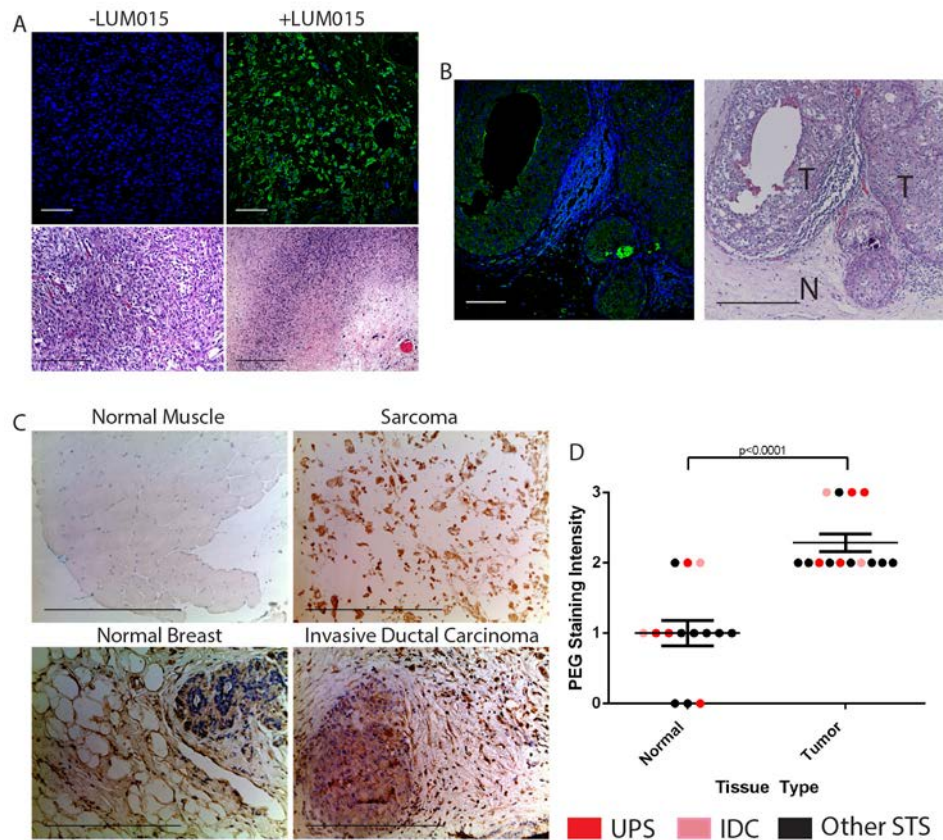 A
-LUM015
+LUM015
B
T
T
N
C
Normal Muscle
Sarcoma
Normal Breast
Invasive Ductal Carcinoma
D
p<0.0001
PEG Staining Intensity
3
2
1
0
Normal
Tumor
Tissue Type
UPS
IDC
Other STS